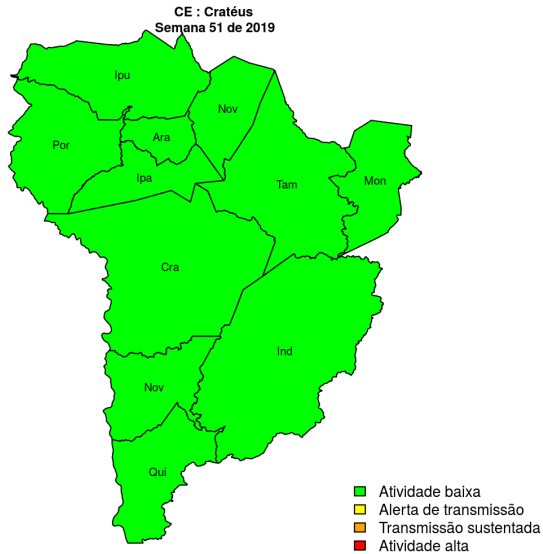 CE : Cratéus
Semana 51 de 2019
Ipu
Nov
Por
Ara
Ipa
Tam
Mon
Cra
Ind
Nov
Qui
Atividade baixa
Alerta de transmissão
Transmissão sustentada
Atividade alta